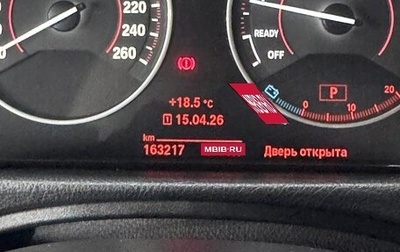 220
240
260
READY
OFF
+18.5 °C
15.04.26
0
10
20
P
km
163217
MBIB-RU
Дверь открыта